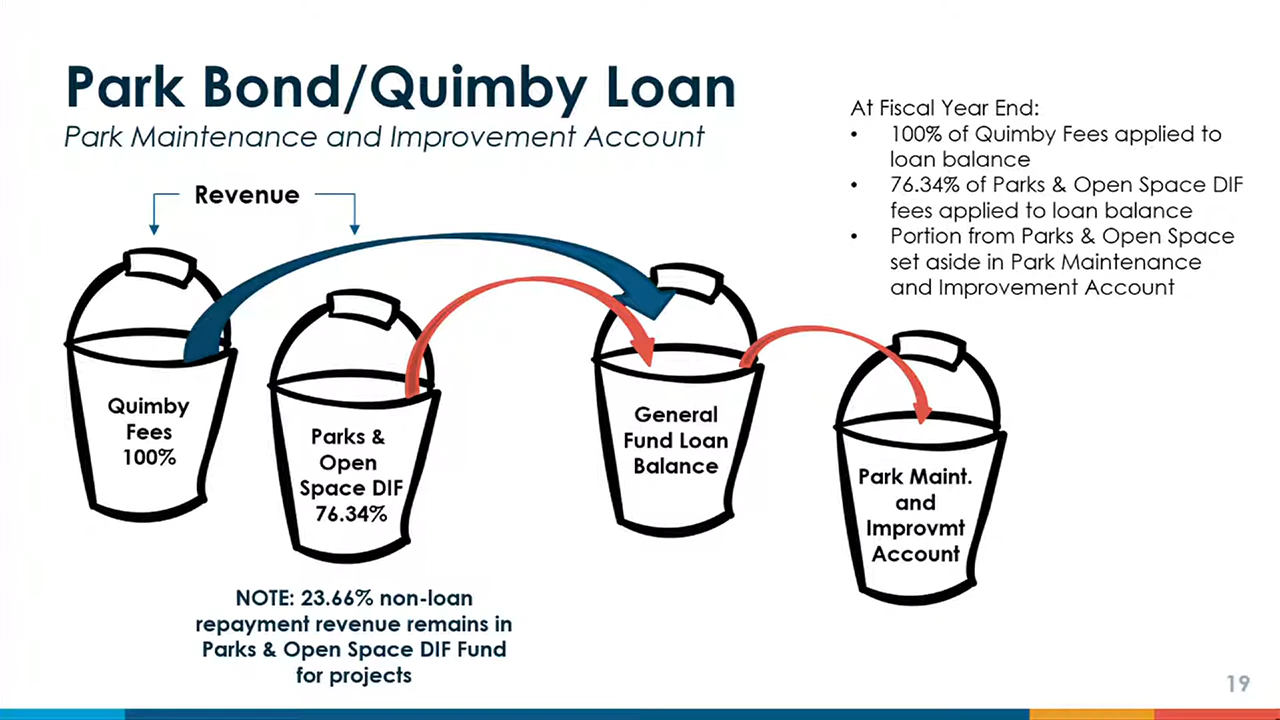 Park Bond/Quimby Loan
Park Maintenance and Improvement Account
Revenue
At Fiscal Year End:
• 100% of Quimby Fees applied to
loan balance
• 76.34% of Parks & Open Space DIF
fees applied to loan balance
• Portion from Parks & Open Space
set aside in Park Maintenance
and Improvement Account
Quimby
Fees
100%
Parks &
Open
Space DIF
76.34%
General
Fund Loan
Balance
Park Maint.
and
Improvmt
Account
NOTE: 23.66% non-loan
repayment revenue remains in
Parks & Open Space DIF Fund
for projects
19